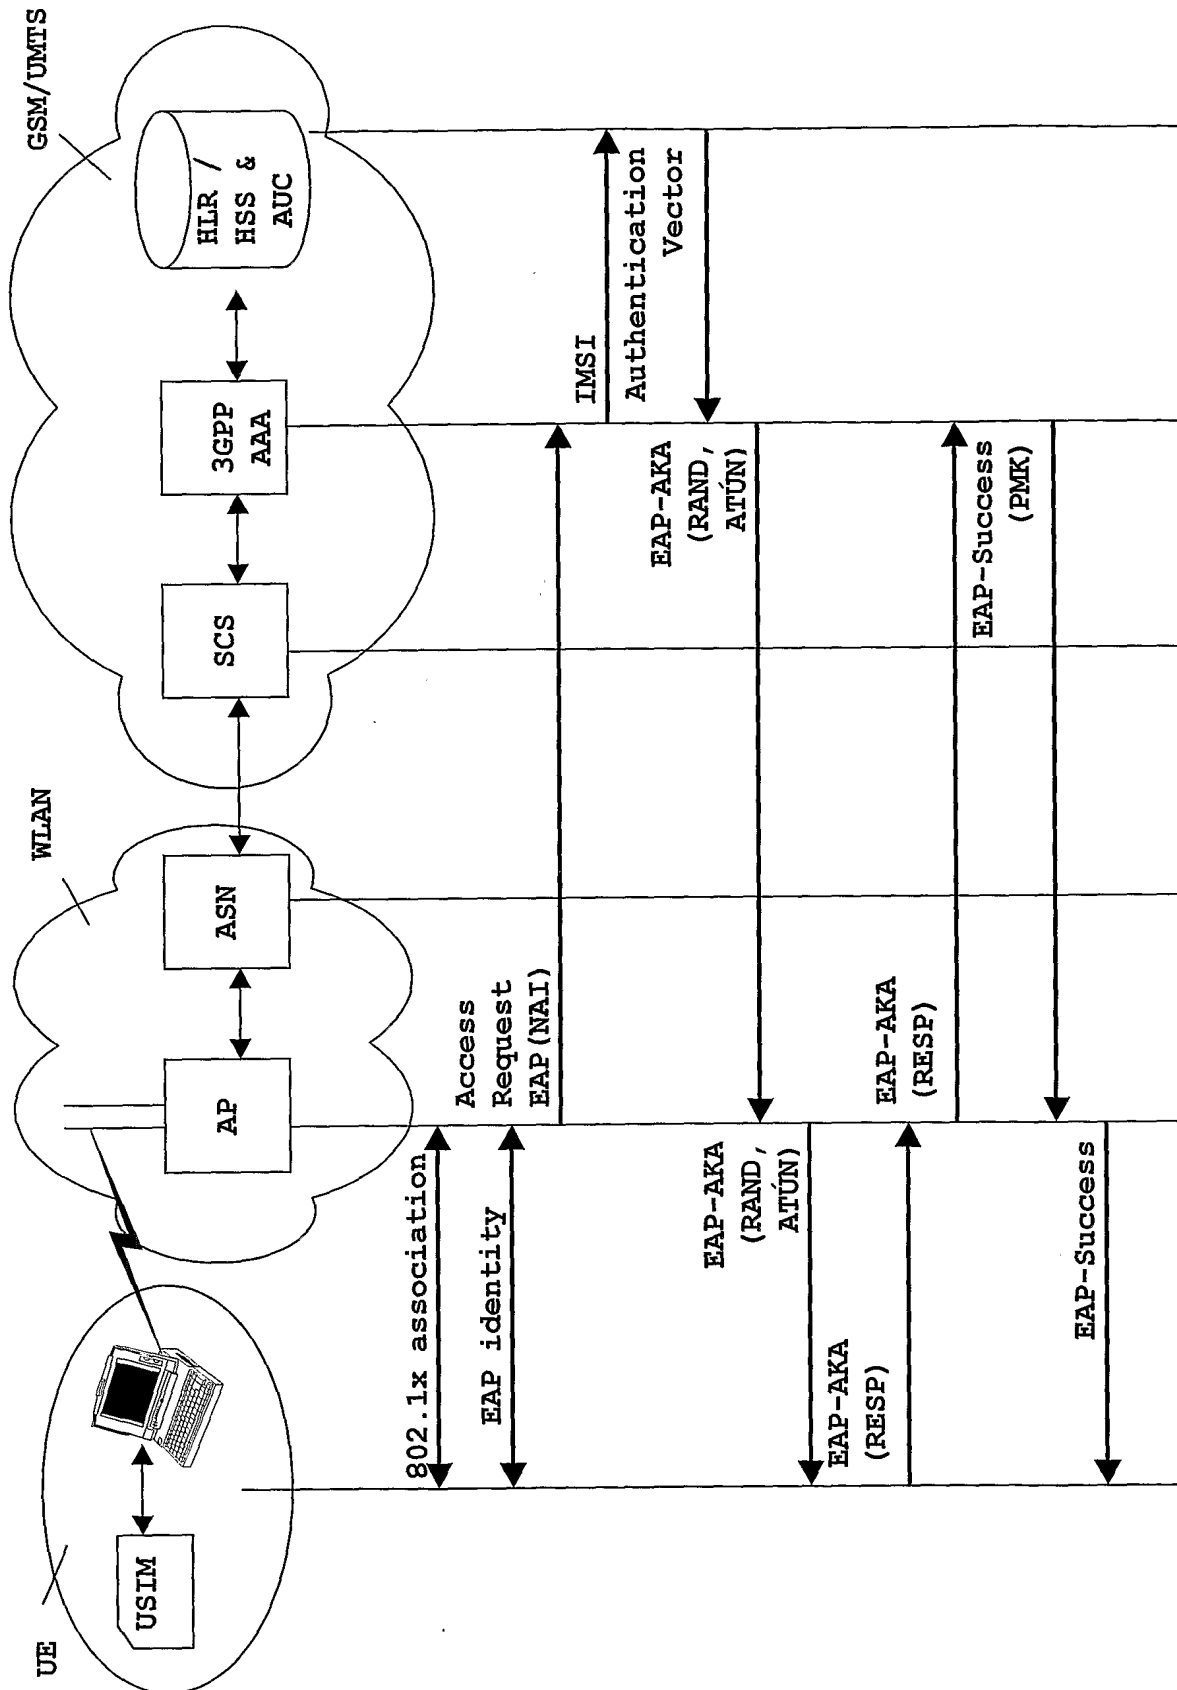 UE
WLAN
GSM/UMTS
USIM
AP
ASN
SCS
3GPP
AAA
HLR /
HSS &
AUC
802.1x association
EAP identity
Access
Request
EAP(NAI)
IMSI
Authentication
Vector
EAP-AKA
(RAND,
ATÚN)
EAP-AKA
(RAND,
ATÚN)
EAP-AKA
(RESP)
EAP-AKA
(RESP)
EAP-Success
(PMK)
EAP-Success